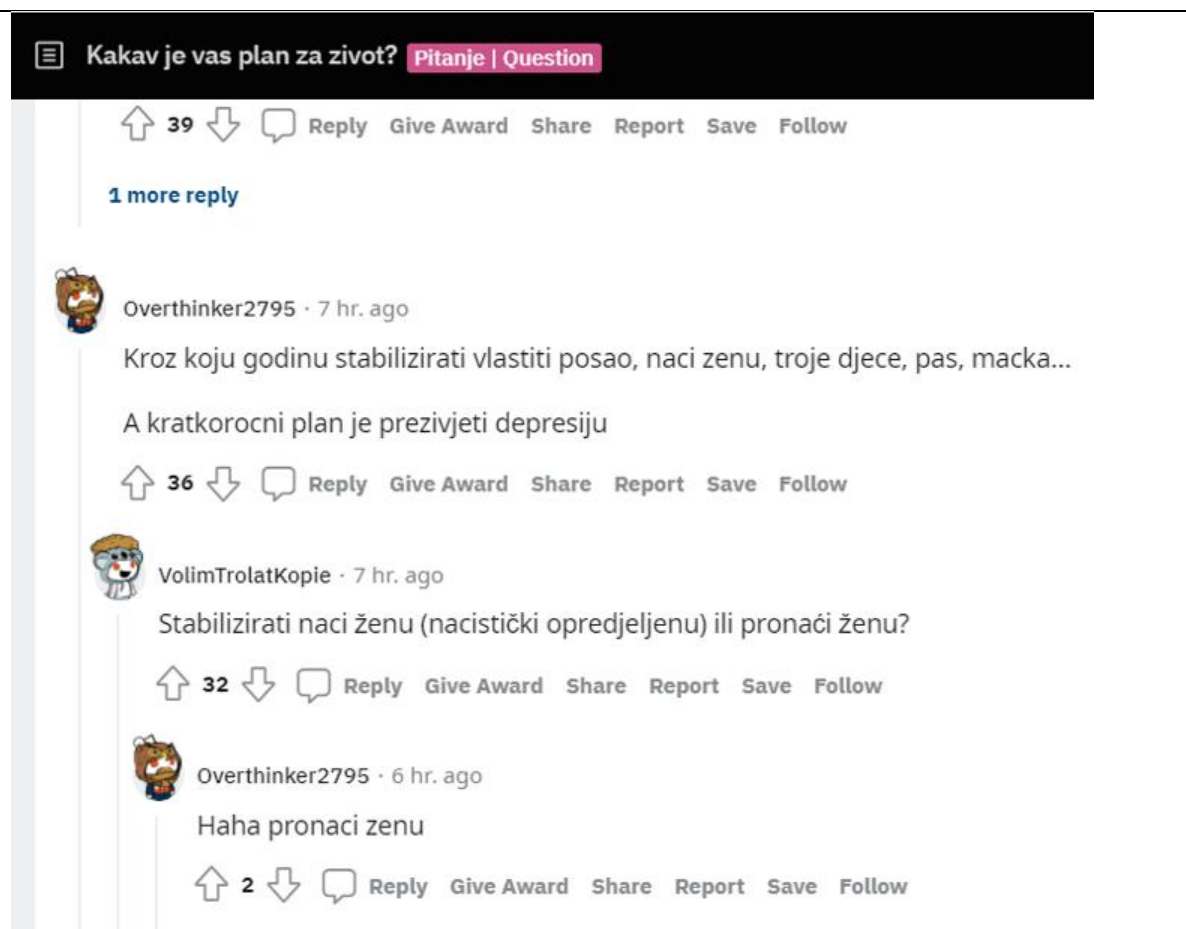 Kakav je vas plan za zivot? Pitanje | Question
39 Reply Give Award Share Report Save Follow
1 more reply
Overthinker2795 · 7 hr. ago
Kroz koju godinu stabilizirati vlastiti posao, naci zenu, troje djece, pas, macka...
A kratkorocni plan je prezivjeti depresiju
36 Reply Give Award Share Report Save Follow
VolimTrolatKopie · 7 hr. ago
Stabilizirati naci ženu (nacistički opredjeljenu) ili pronaći ženu?
32 Reply Give Award Share Report Save Follow
Overthinker2795 · 6 hr. ago
Haha pronaci zenu
2 Reply Give Award Share Report Save Follow